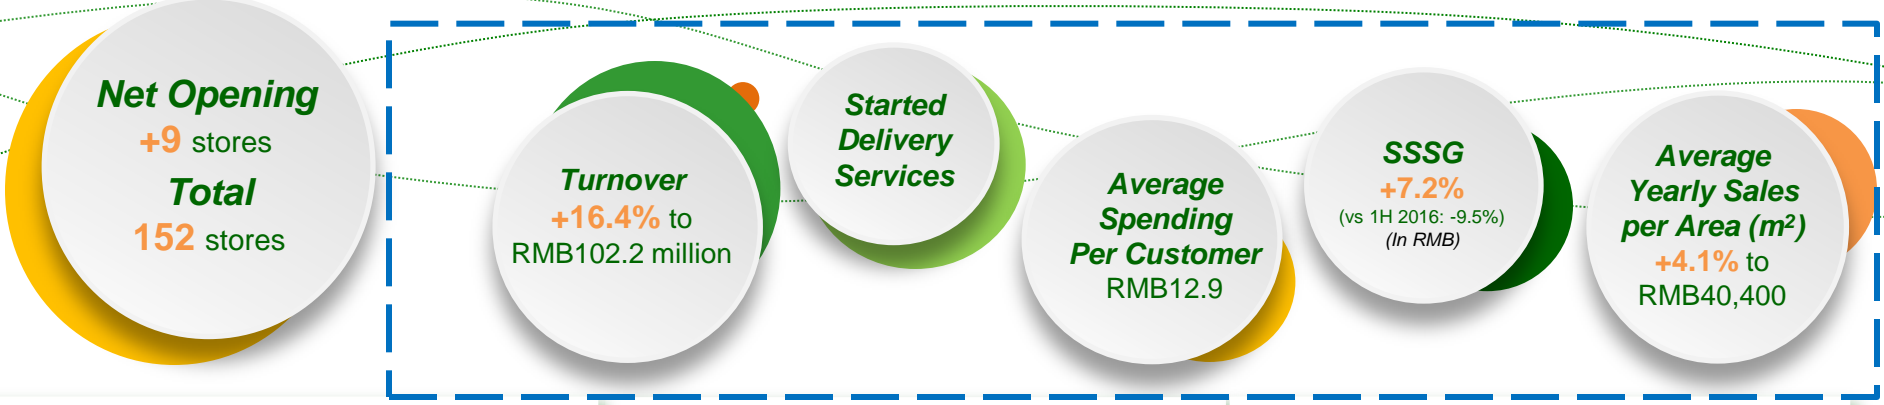 Net Opening
+9 stores
Total
152 stores
Turnover
+16.4% to
RMB102.2 million
Started
Delivery
Services
Average
Spending
Per Customer
RMB12.9
SSSG
+7.2%
(vs 1H 2016: -9.5%)
(In RMB)
Average
Yearly Sales
per Area (m²)
+4.1% to
RMB40,400